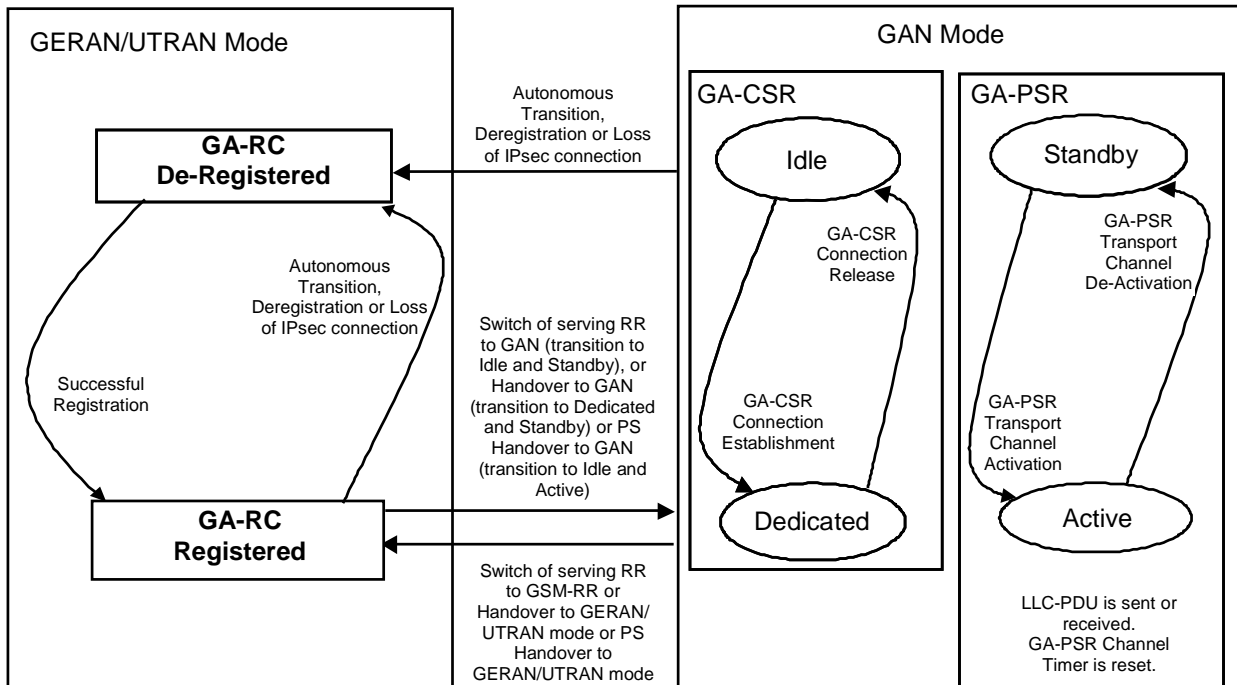 GERAN/UTRAN Mode
GA-RC
De-Registered
Autonomous
Transition,
Deregistration or Loss
of IPsec connection
Successful
Registration
GA-RC
Registered
Autonomous
Transition,
Deregistration or Loss
of IPsec connection
Switch of serving RR
to GAN (transition to
Idle and Standby), or
Handover to GAN
(transition to Dedicated
and Standby) or PS
Handover to GAN
(transition to Idle and
Active)
Switch of serving RR
to GSM-RR or
Handover to GERAN/
UTRAN mode or PS
Handover to
GERAN/UTRAN mode
GAN Mode
GA-CSR
Idle
GA-CSR
Connection
Release
GA-CSR
Connection
Establishment
Dedicated
GA-PSR
Standby
GA-PSR
Transport
Channel
De-Activation
GA-PSR
Transport
Channel
Activation
Active
LLC-PDU is sent or
received.
GA-PSR Channel
Timer is reset.